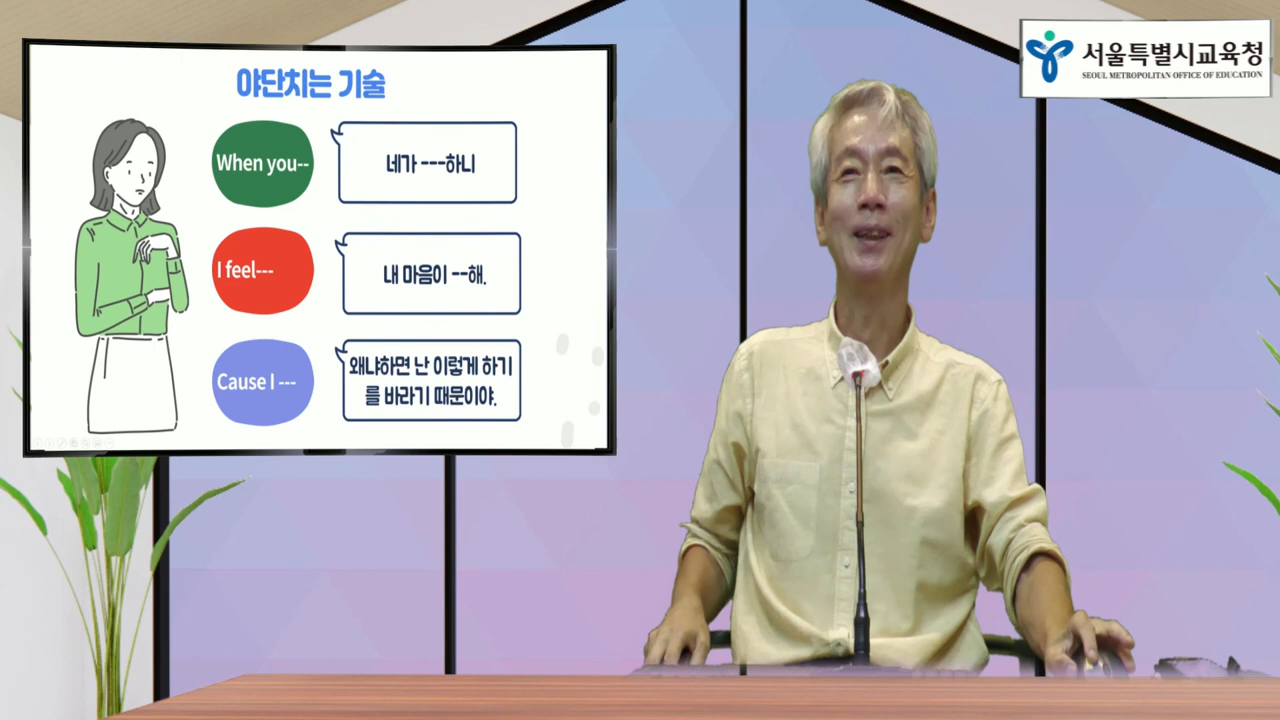 야단치는 기술
When you--
네가 ---하니
I feel---
내 마음이 --해.
Cause I ---
왜냐하면 난 이렇게 하기
를 바라기 때문이야.
서울특별시교육청
SEOUL METROPOLITAN OFFICE OF EDUCATION